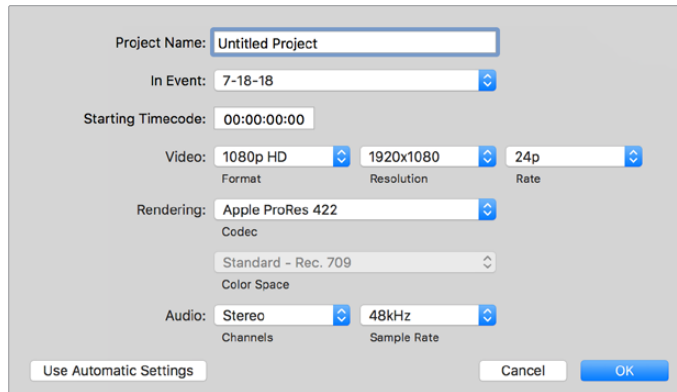 Project Name: Untitled Project
In Event: 7-18-18
Starting Timecode: 00:00:00:00
Video: 1080p HD 1920x1080 24p
Format Resolution Rate
Rendering: Apple ProRes 422
Codec
Standard - Rec. 709
Color Space
Audio: Stereo 48kHz
Channels Sample Rate
Use Automatic Settings Cancel OK